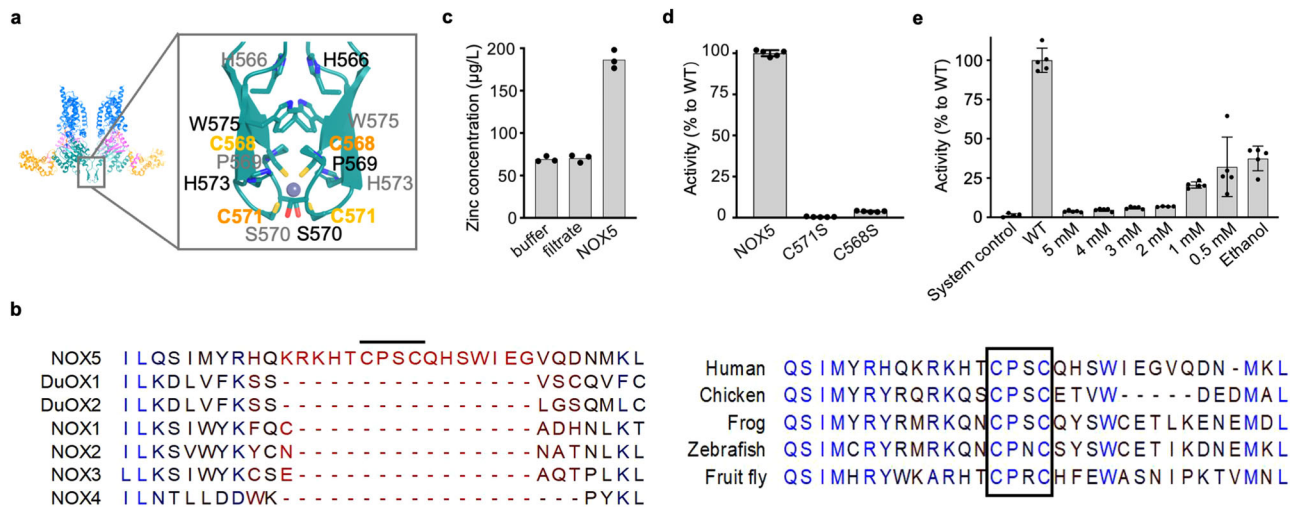 a
H566 H566
W575 W575
C568 C568
P569 P569
H573 H573
C571 C571
S570 S570
c
Zinc concentration (µg/L)
200
150
100
50
0
buffer
filtrate
NOX5
d
Activity (% to WT)
100
75
50
25
0
NOX5
C571S
C568S
e
Activity (% to WT)
100
75
50
25
0
System control
WT
5 mM
4 mM
3 mM
2 mM
1 mM
0.5 mM
Ethanol
b
NOX5 I L Q S I M Y R H Q K R K H T C P S C Q H S W I E G V Q D N M K L
DuOX1 I L K D L V F K S S - - - - - - - - - - - - - - - - V S C Q V F C
DuOX2 I L K D L V F K S S - - - - - - - - - - - - - - - - L G S Q M L C
NOX1 I L K S I W Y K F Q C - - - - - - - - - - - - - - - A D H N L K T
NOX2 I L K S V W Y K Y C N - - - - - - - - - - - - - - - N A T N L K L
NOX3 L L K S I W Y K C S E - - - - - - - - - - - - - - - A Q T P L K L
NOX4 I L N T L L D D W K - - - - - - - - - - - - - - - - - - - P Y K L
Human Q S I M Y R H Q K R K H T C P S C Q H S W I E G V Q D N - M K L
Chicken Q S I M Y R Y R Q R K Q S C P S C E T V W - - - - - D E D M A L
Frog Q S I M Y R Y R M R K Q N C P S C Q Y S W C E T L K E N E M D L
Zebrafish Q S I M C R Y R M R K Q N C P N C S Y S W C E T I K D N E M K L
Fruit fly Q S I M H R Y W K A R H T C P R C H F E W A S N I P K T V M N L